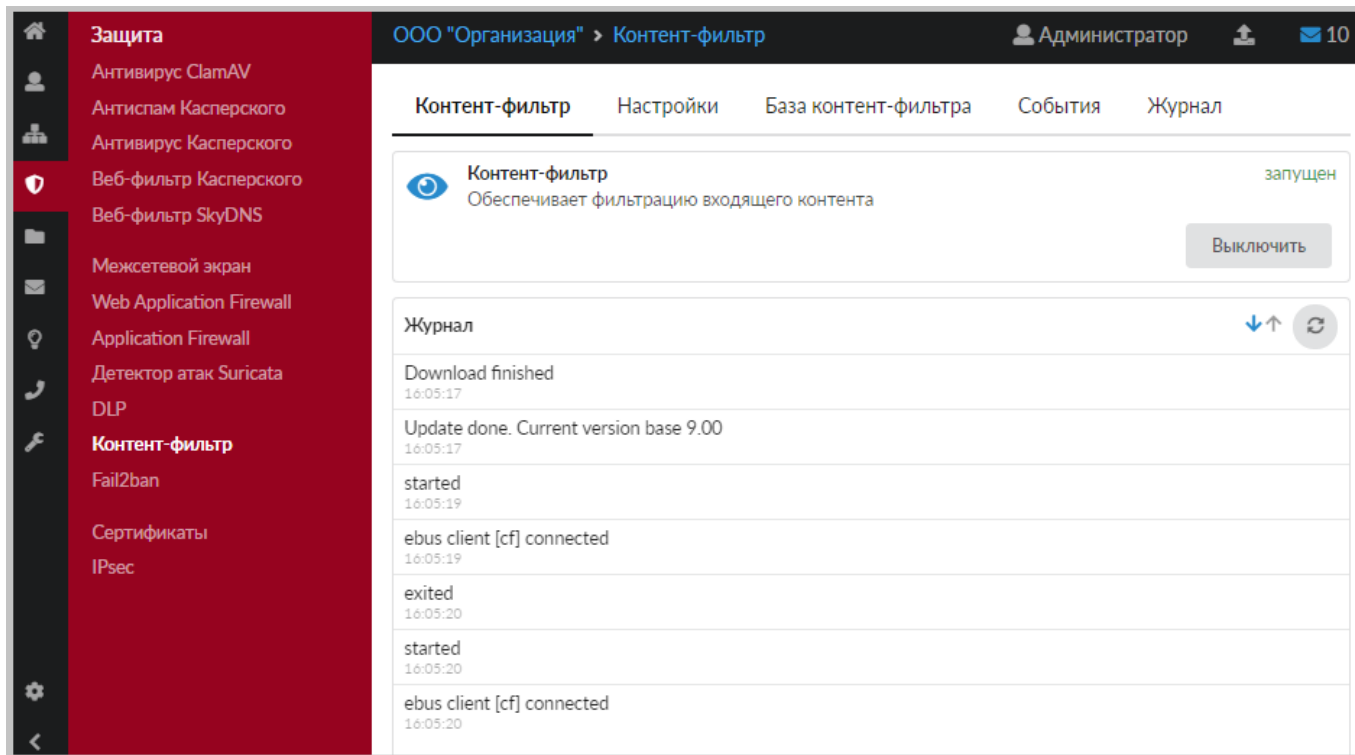 Защита
Антивирус ClamAV
Антиспам Касперского
Антивирус Касперского
Веб-фильтр Касперского
Веб-фильтр SkyDNS
Межсетевой экран
Web Application Firewall
Application Firewall
Детектор атак Suricata
DLP
Контент-фильтр
Fail2ban
Сертификаты
IPsec
ООО "Организация" > Контент-фильтр
Администратор
10
Контент-фильтр Настройки База контент-фильтра События Журнал
Контент-фильтр
запущен
Обеспечивает фильтрацию входящего контента
Выключить
Журнал
Download finished
16:05:17
Update done. Current version base 9.00
16:05:17
started
16:05:19
ebus client [cf] connected
16:05:19
exited
16:05:20
started
16:05:20
ebus client [cf] connected
16:05:20